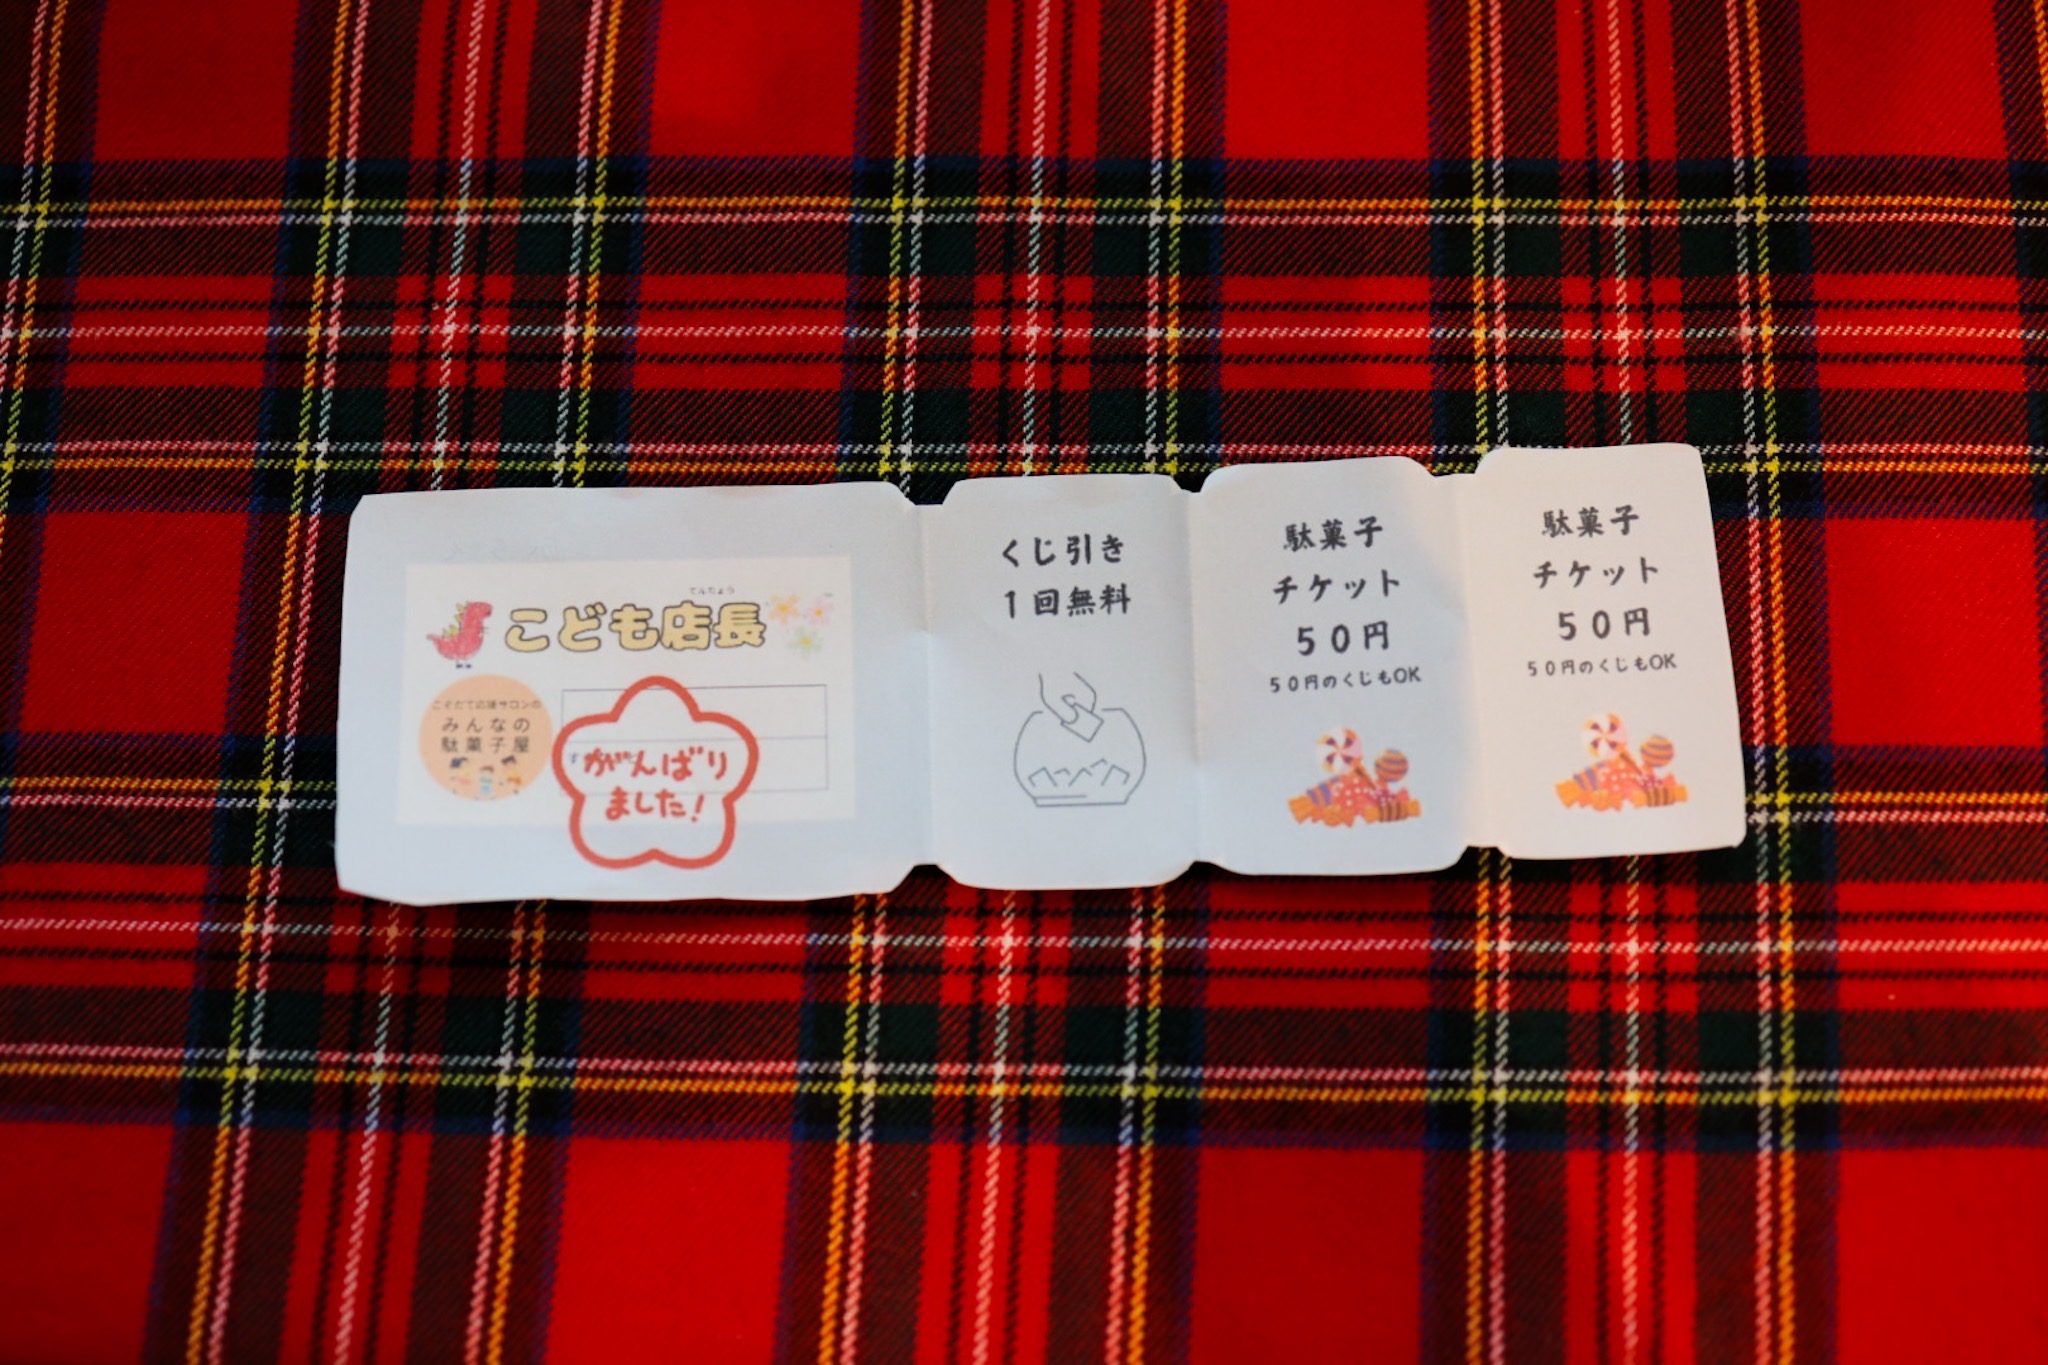 てんちょう
こども店長
こそだて応援サロンの
みんなの
駄菓子屋
がんばり
ました!
くじ引き
1回無料
駄菓子
チケット
50円
50円のくじもOK
駄菓子
チケット
50円
50円のくじもOK